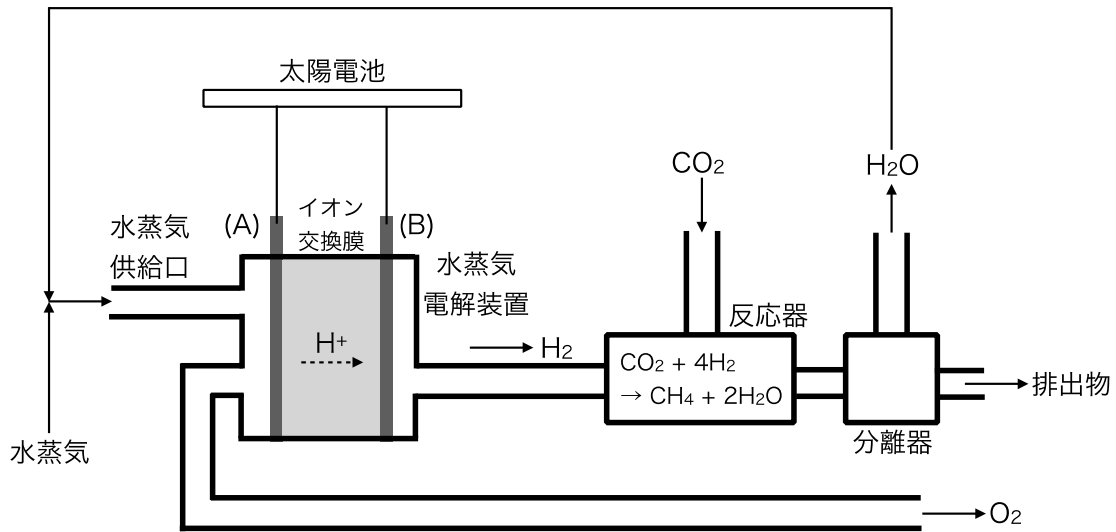 太陽電池
CO₂
H₂O
水蒸気
供給口
(A)
イオン
交換膜
(B)
水蒸気
電解装置
H⁺
H₂
反応器
CO₂ + 4H₂
→ CH₄ + 2H₂O
排出物
分離器
水蒸気
O₂